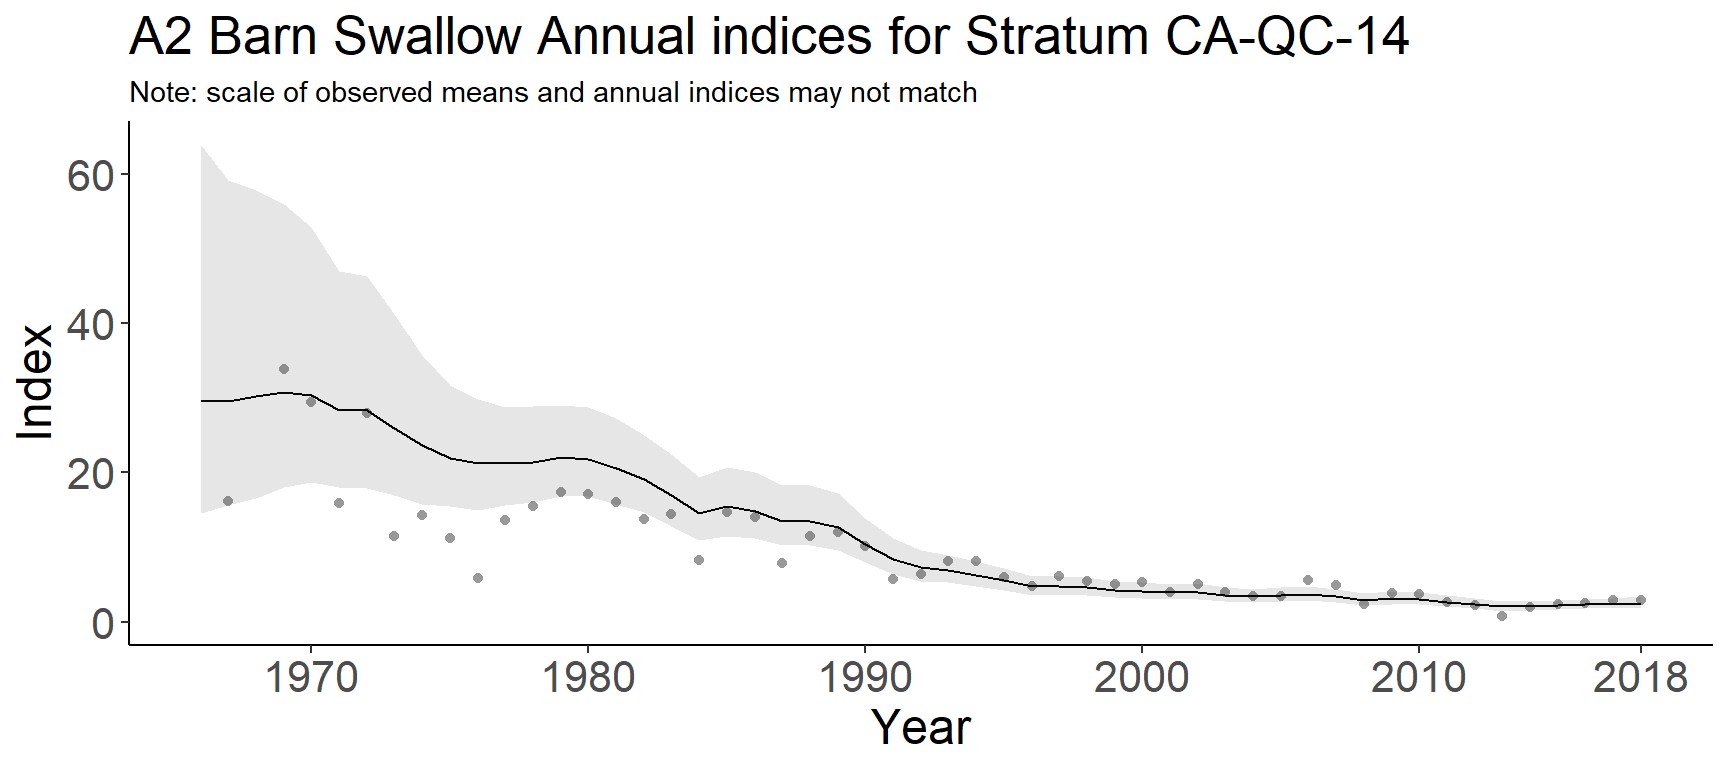 A2 Barn Swallow Annual indices for Stratum CA-QC-14
Note: scale of observed means and annual indices may not match
60
40
20
0
Index
1970 1980 1990 2000 2010 2018
Year